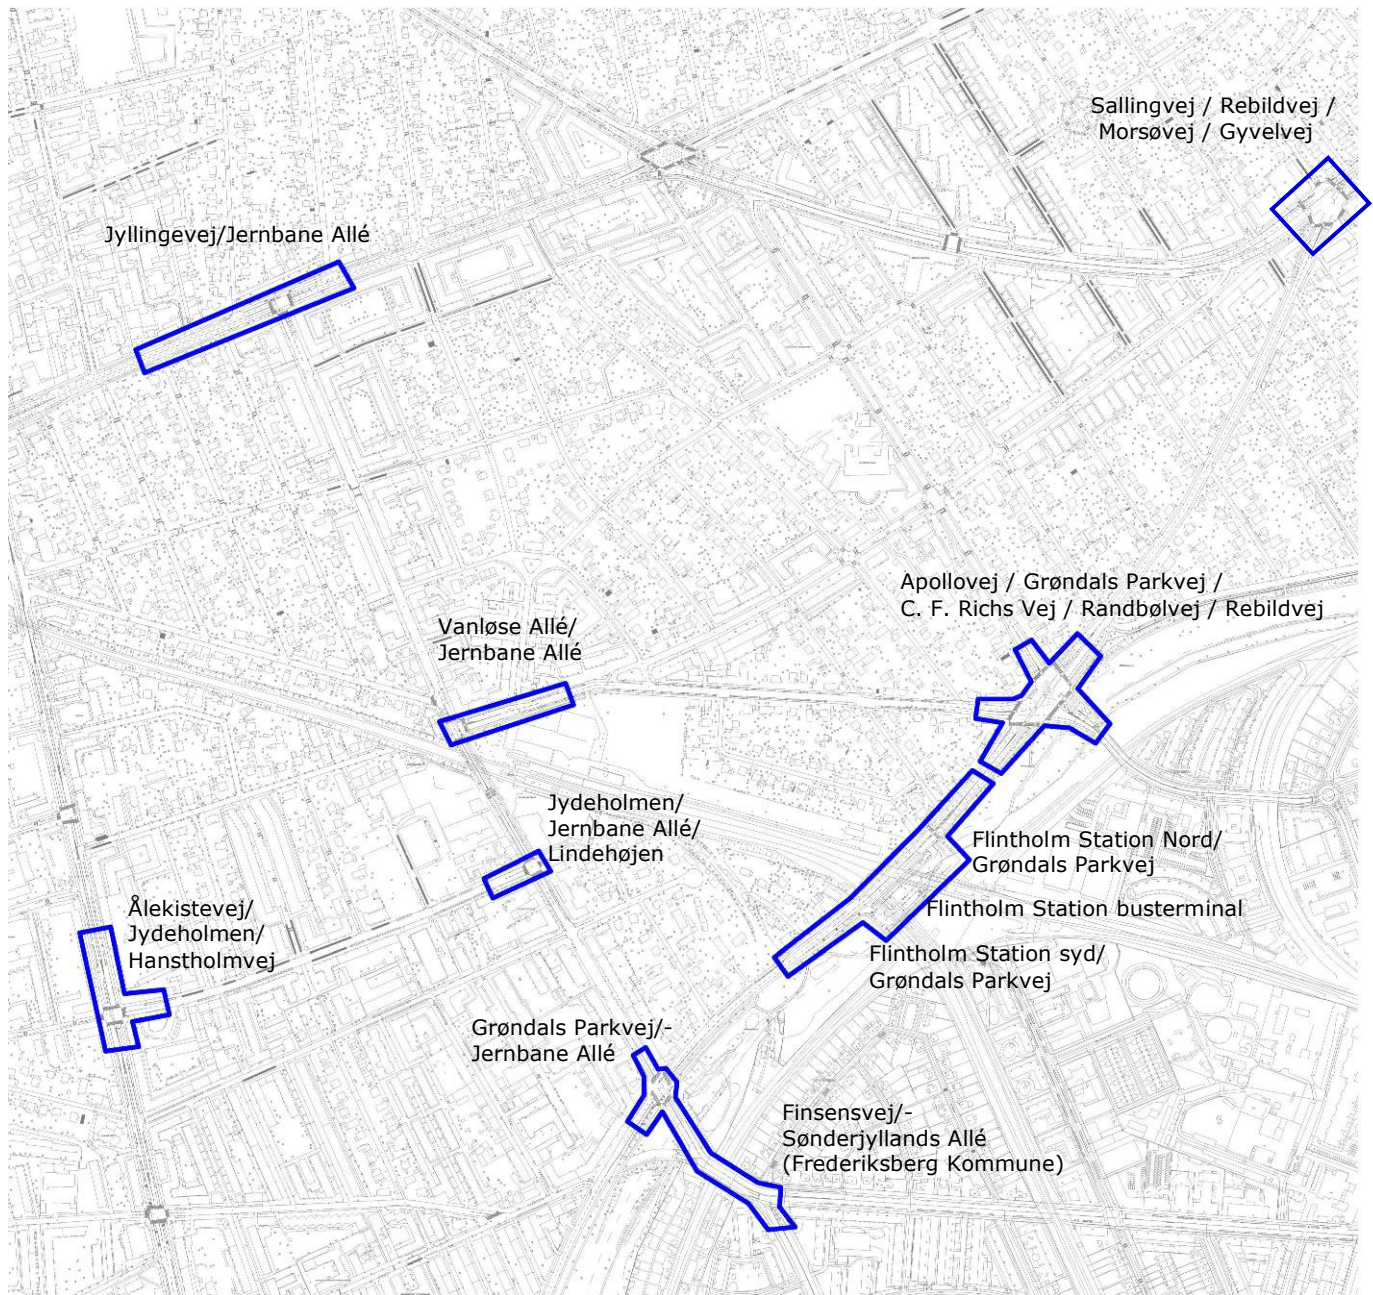 Sallingvej / Rebildvej /
Morsøvej / Gyvelvej
Jyllingevej/Jernbane Allé
Apollovej / Grøndals Parkvej /
C. F. Richs Vej / Randbølvej / Rebildvej
Vanløse Allé/
Jernbane Allé
Jydeholmen/
Jernbane Allé/
Lindehøjen
Flintholm Station Nord/
Grøndals Parkvej
Flintholm Station busterminal
Ålekistevej/
Jydeholmen/
Hanstholmvej
Flintholm Station syd/
Grøndals Parkvej
Grøndals Parkvej/-
Jernbane Allé
Finsensvej/-
Sønderjyllands Allé
(Frederiksberg Kommune)